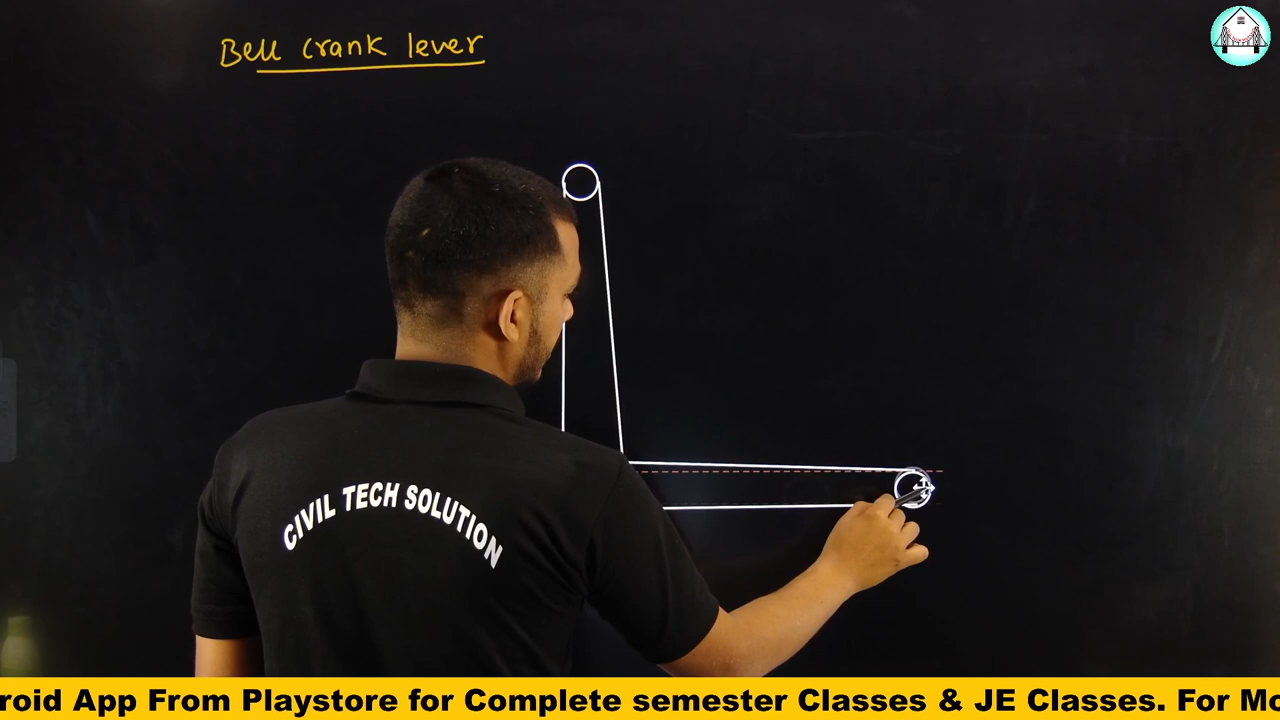 Bell crank lever
CIVIL TECH SOLUTION
roid App From Playstore for Complete semester Classes & JE Classes. For Mo